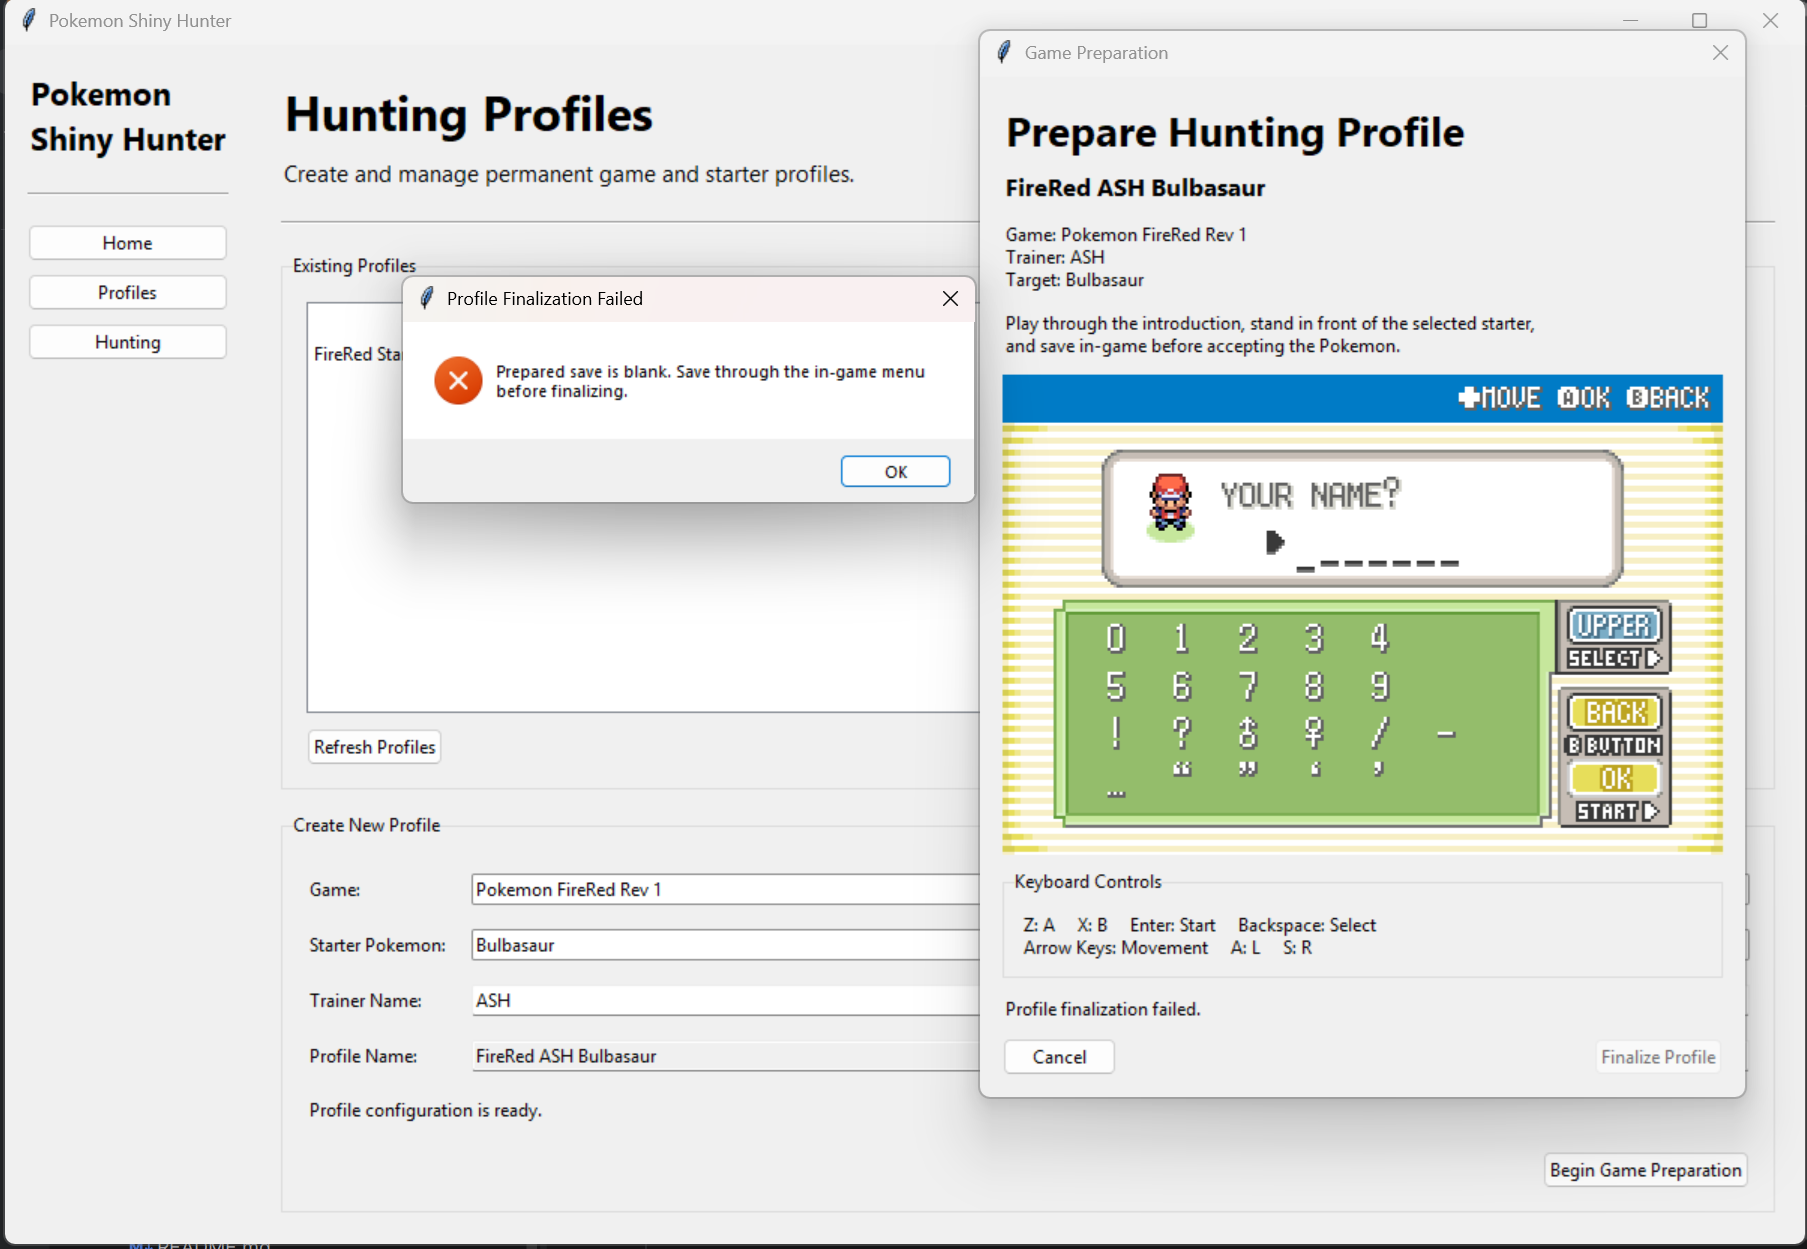 Pokemon Shiny Hunter
Pokemon
Shiny Hunter
Home
Profiles
Hunting
Hunting Profiles
Create and manage permanent game and starter profiles.
Existing Profiles
FireRed Sta
Refresh Profiles
Create New Profile
Game: Pokemon FireRed Rev 1
Starter Pokemon: Bulbasaur
Trainer Name: ASH
Profile Name: FireRed ASH Bulbasaur
Profile configuration is ready.
Begin Game Preparation
Profile Finalization Failed
Prepared save is blank. Save through the in-game menu
before finalizing.
OK
Game Preparation
Prepare Hunting Profile
FireRed ASH Bulbasaur
Game: Pokemon FireRed Rev 1
Trainer: ASH
Target: Bulbasaur
Play through the introduction, stand in front of the selected starter,
and save in-game before accepting the Pokemon.
MOVE A OK B BACK
YOUR NAME?
0 1 2 3 4
5 6 7 8 9
! ? ♂ ♀ / -
“ ” ‘ ’
…
UPPER
SELECT
BACK
B BUTTON
OK
START
Keyboard Controls
Z: A X: B Enter: Start Backspace: Select
Arrow Keys: Movement A: L S: R
Profile finalization failed.
Cancel
Finalize Profile
README.md